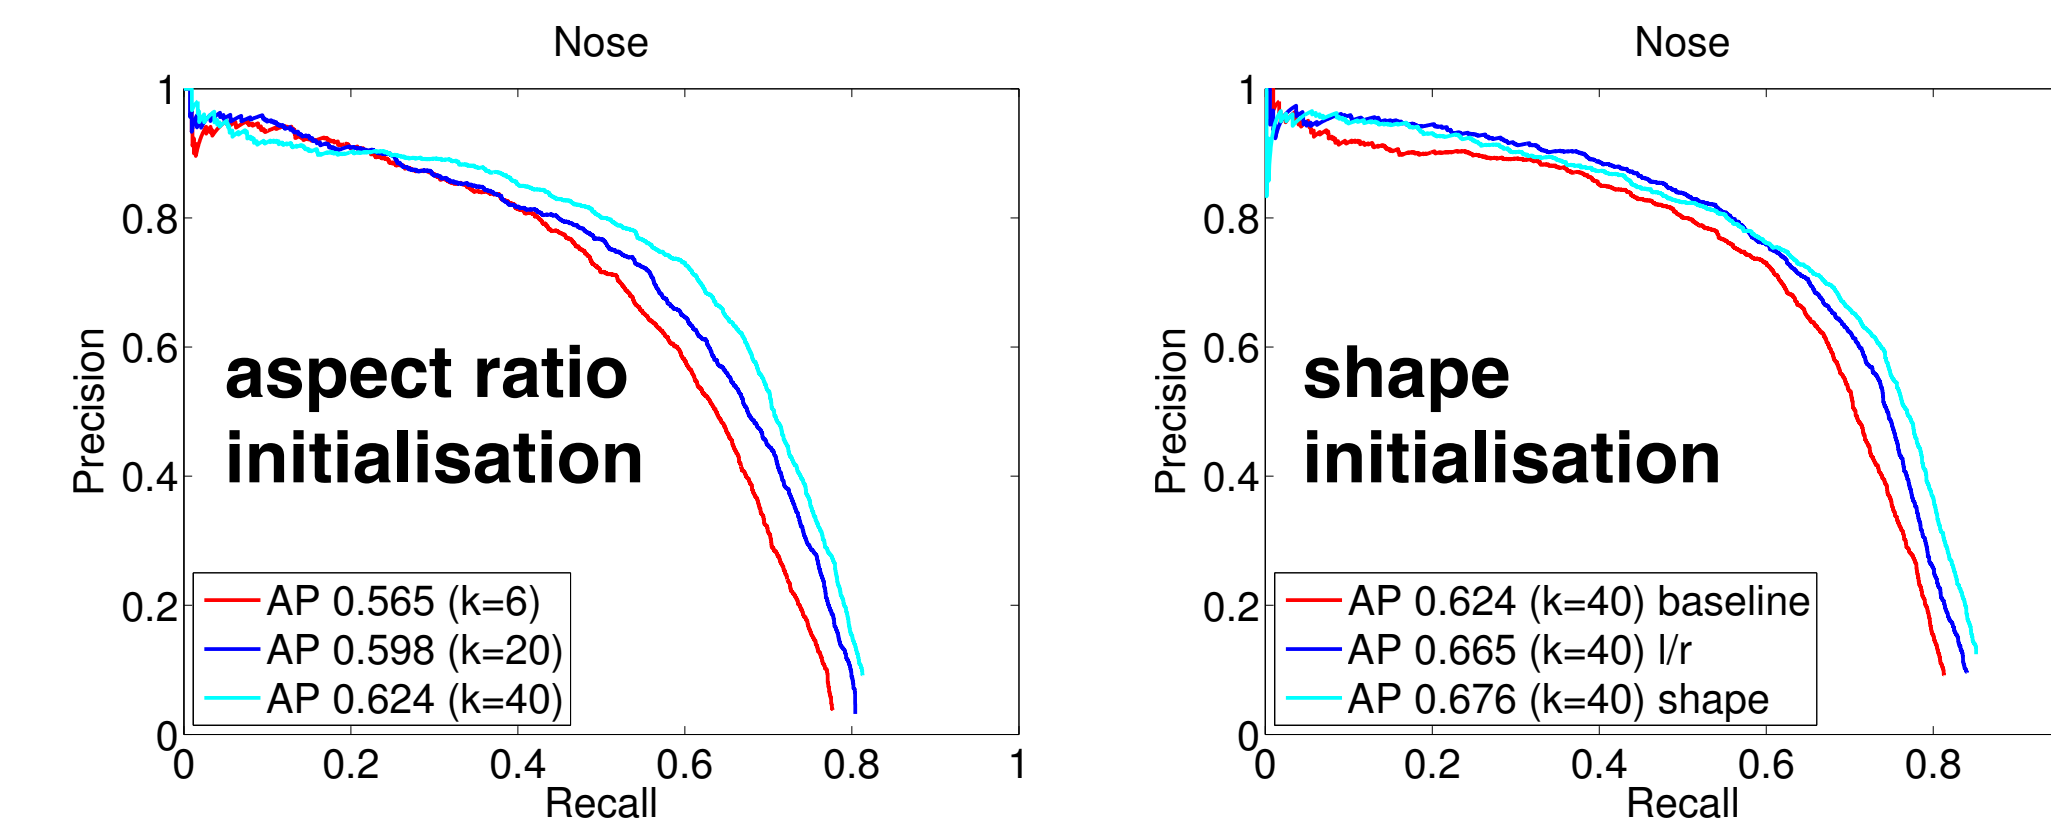 Nose
1
0.8
0.6
0.4
0.2
0
Precision
aspect ratio
initialisation
AP 0.565 (k=6)
AP 0.598 (k=20)
AP 0.624 (k=40)
0 0.2 0.4 0.6 0.8 1
Recall
Nose
1
0.8
0.6
0.4
0.2
0
Precision
shape
initialisation
AP 0.624 (k=40) baseline
AP 0.665 (k=40) l/r
AP 0.676 (k=40) shape
0 0.2 0.4 0.6 0.8
Recall